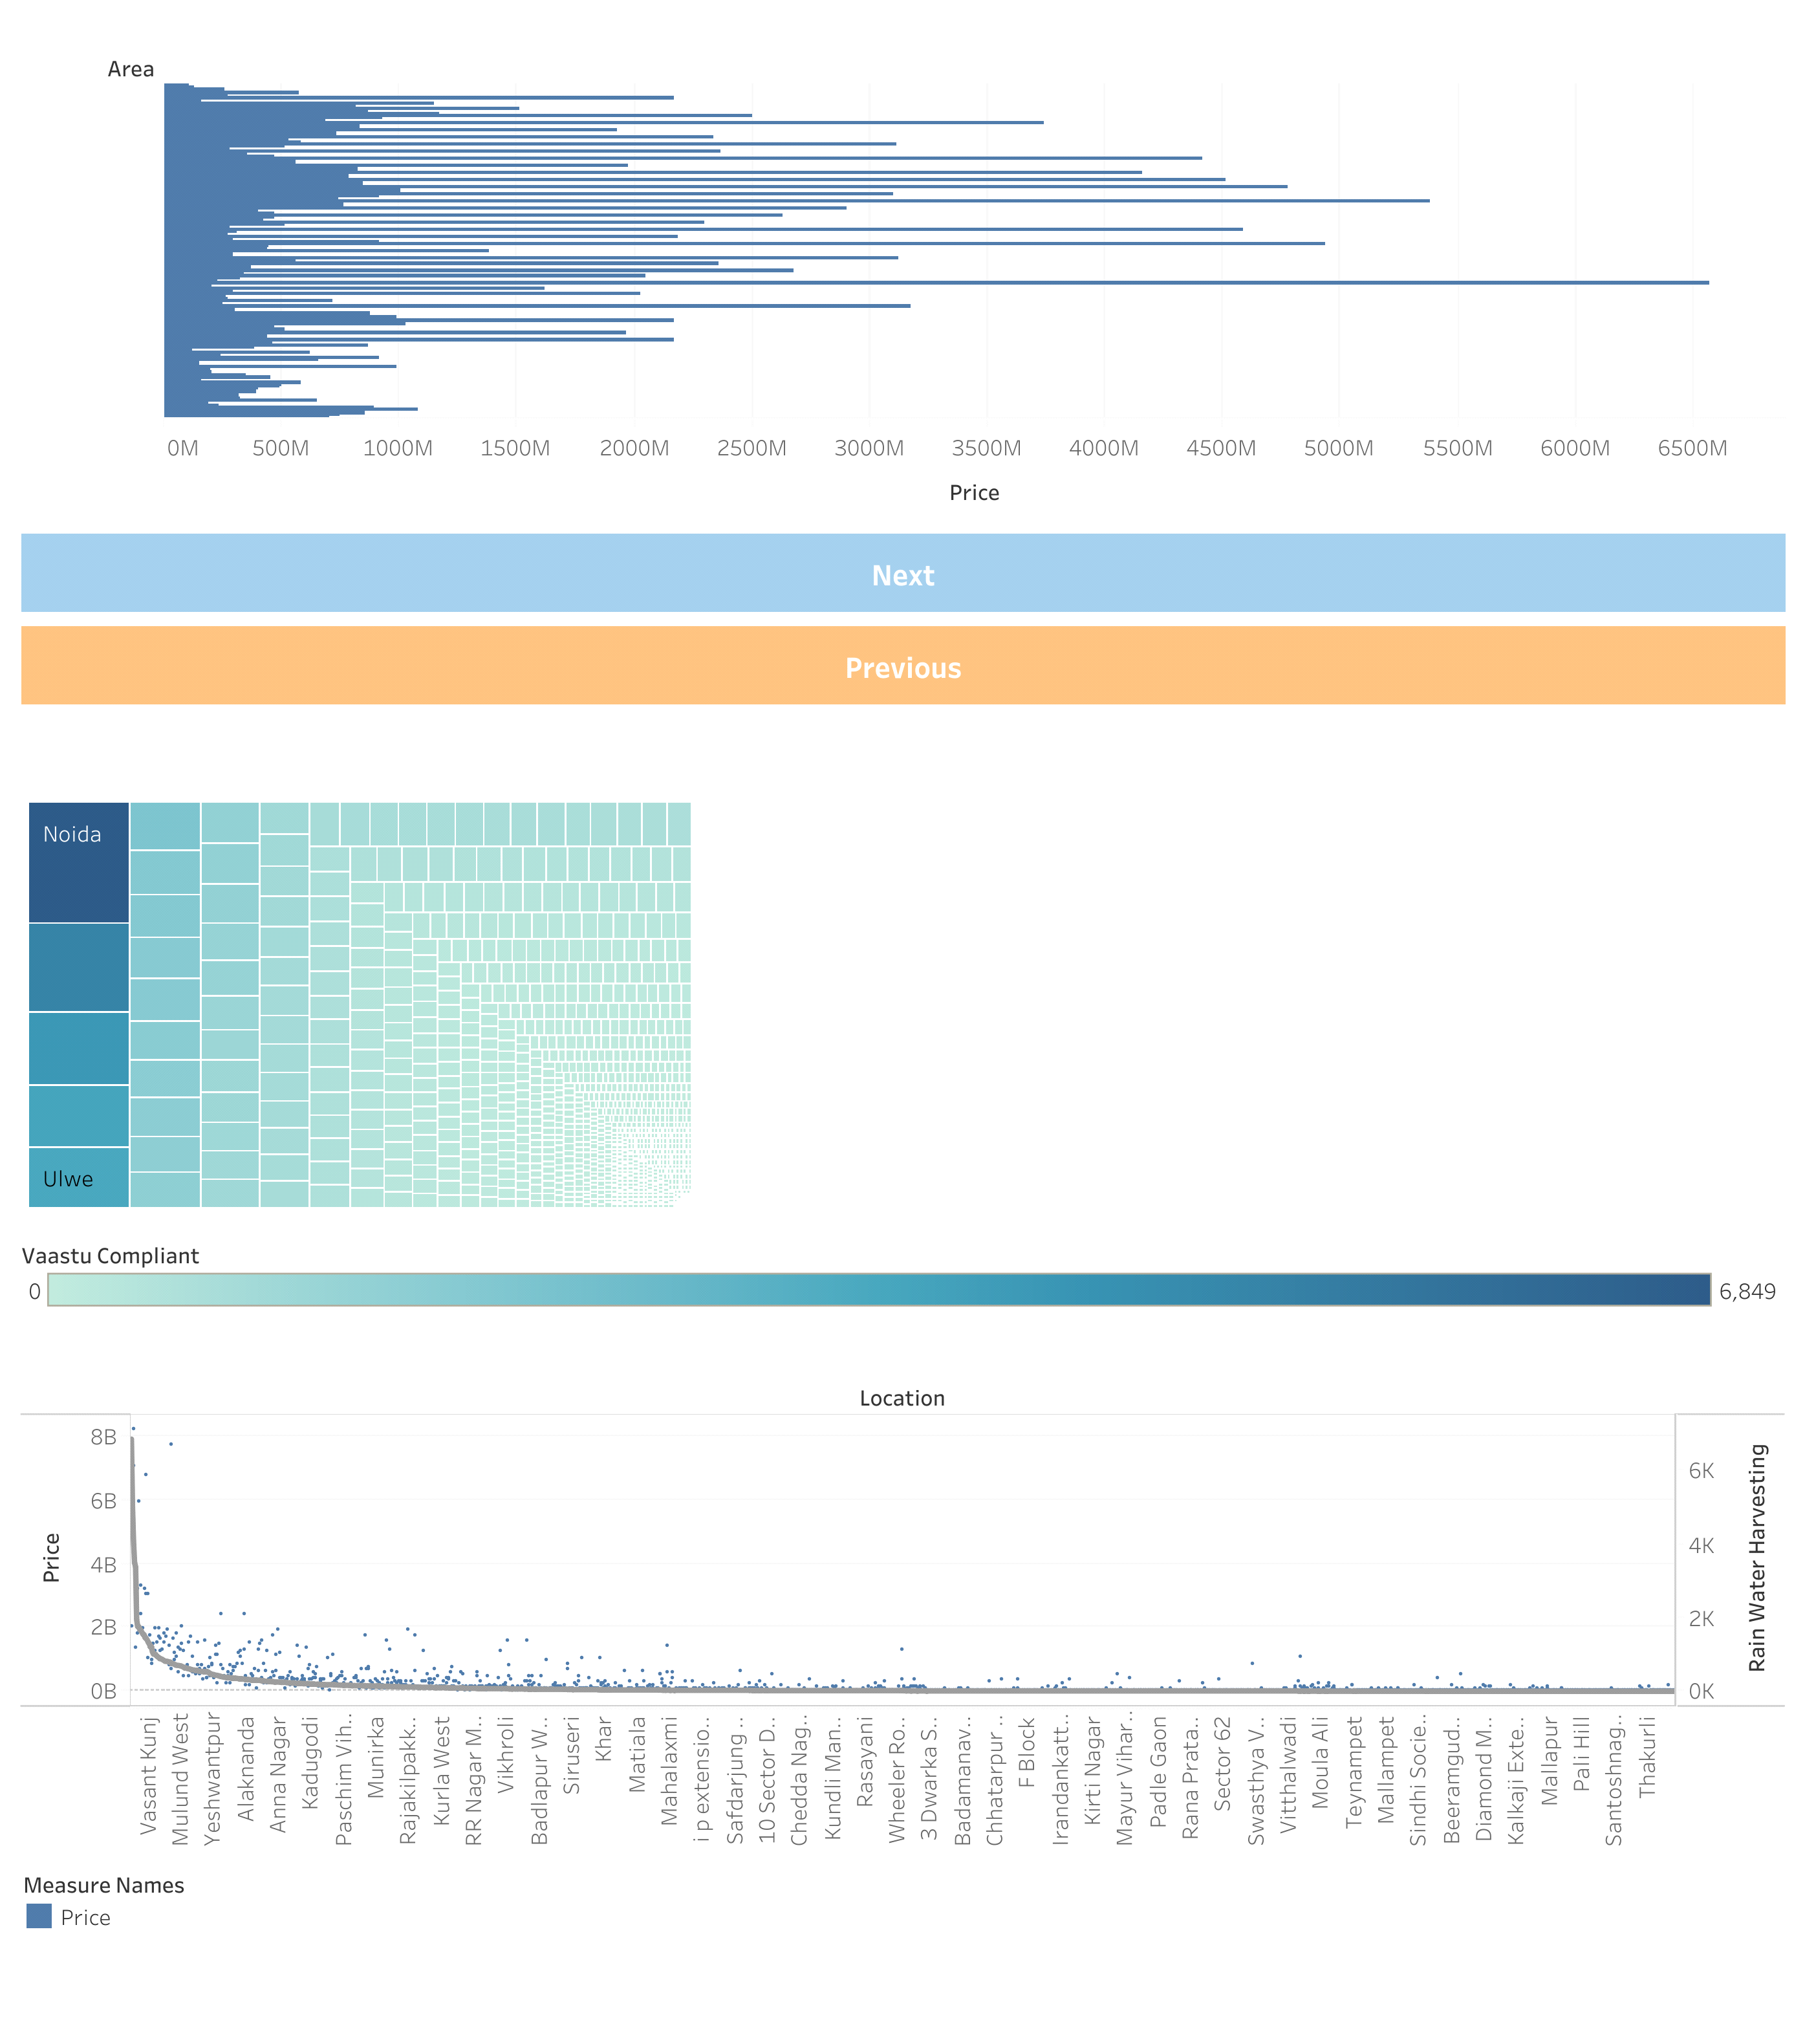 Area
0M 500M 1000M 1500M 2000M 2500M 3000M 3500M 4000M 4500M 5000M 5500M 6000M 6500M
Price
Next
Previous
Noida
Ulwe
Vaastu Compliant
0 6,849
Location
8B
6B
4B
2B
0B
Price
6K
4K
2K
0K
Rain Water Harvesting
Vasant Kunj
Mulund West
Yeshwantpur
Alaknanda
Anna Nagar
Kadugodi
Paschim Vih..
Munirka
Rajakilpakk..
Kurla West
RR Nagar M..
Vikhroli
Badlapur W..
Siruseri
Khar
Matiala
Mahalaxmi
i p extensio..
Safdarjung ..
10 Sector D..
Chedda Nag..
Kundli Man..
Rasayani
Wheeler Ro..
3 Dwarka S..
Badamanav..
Chhatarpur ..
F Block
Irandankatt..
Kirti Nagar
Mayur Vihar..
Padle Gaon
Rana Prata..
Sector 62
Swasthya V..
Vitthalwadi
Moula Ali
Teynampet
Mallampet
Sindhi Socie..
Beeramgud..
Diamond M..
Kalkaji Exte..
Mallapur
Pali Hill
Santoshnag..
Thakurli
Measure Names
Price